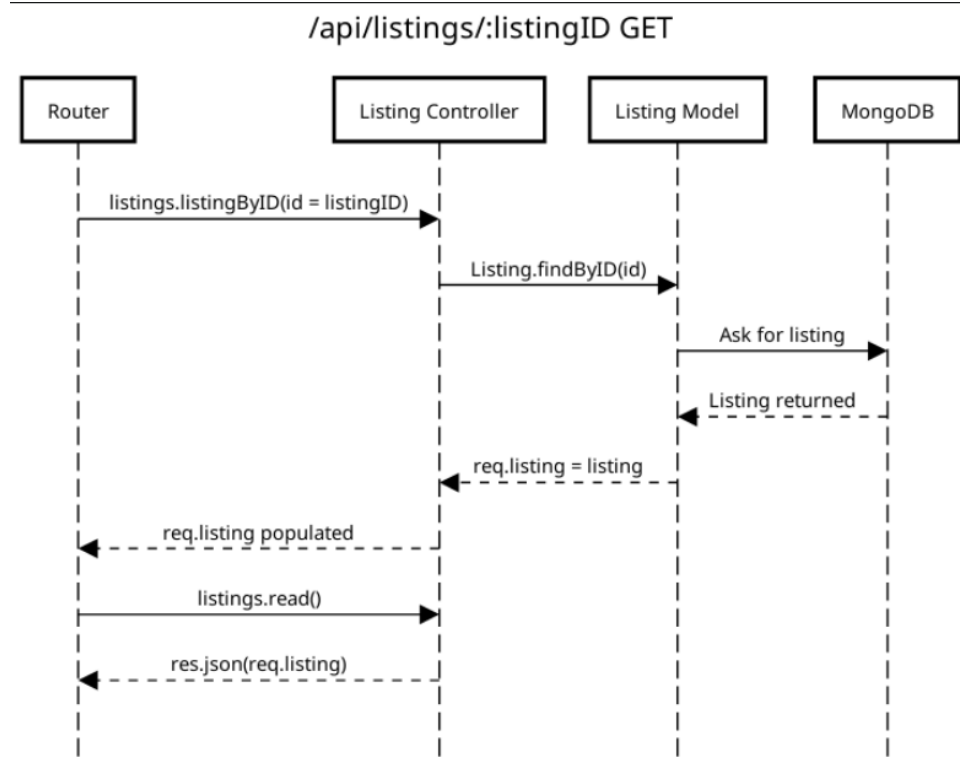 /api/listings/:listingID GET
Router
Listing Controller
Listing Model
MongoDB
listings.listingByID(id = listingID)
Listing.findByID(id)
Ask for listing
Listing returned
req.listing = listing
req.listing populated
listings.read()
res.json(req.listing)